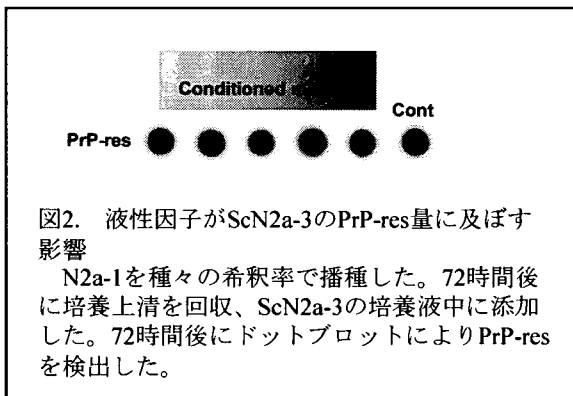 Conditioned
Cont
PrP-res
図2. 液性因子がScN2a-3のPrP-res量に及ぼす
影響
N2a-1を種々の希釈率で播種した。72時間後
に培養上清を回収、ScN2a-3の培養液中に添加
した。72時間後にドットブロットによりPrP-res
を検出した。